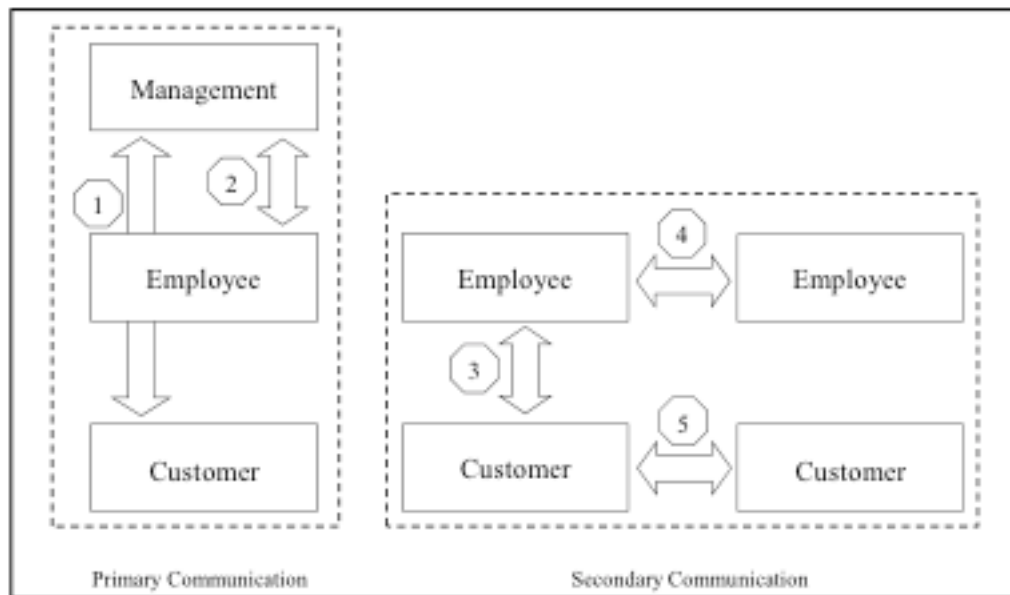 Management
1
2
Employee
Customer
4
Employee
Employee
3
5
Customer
Customer
Primary Communication
Secondary Communication